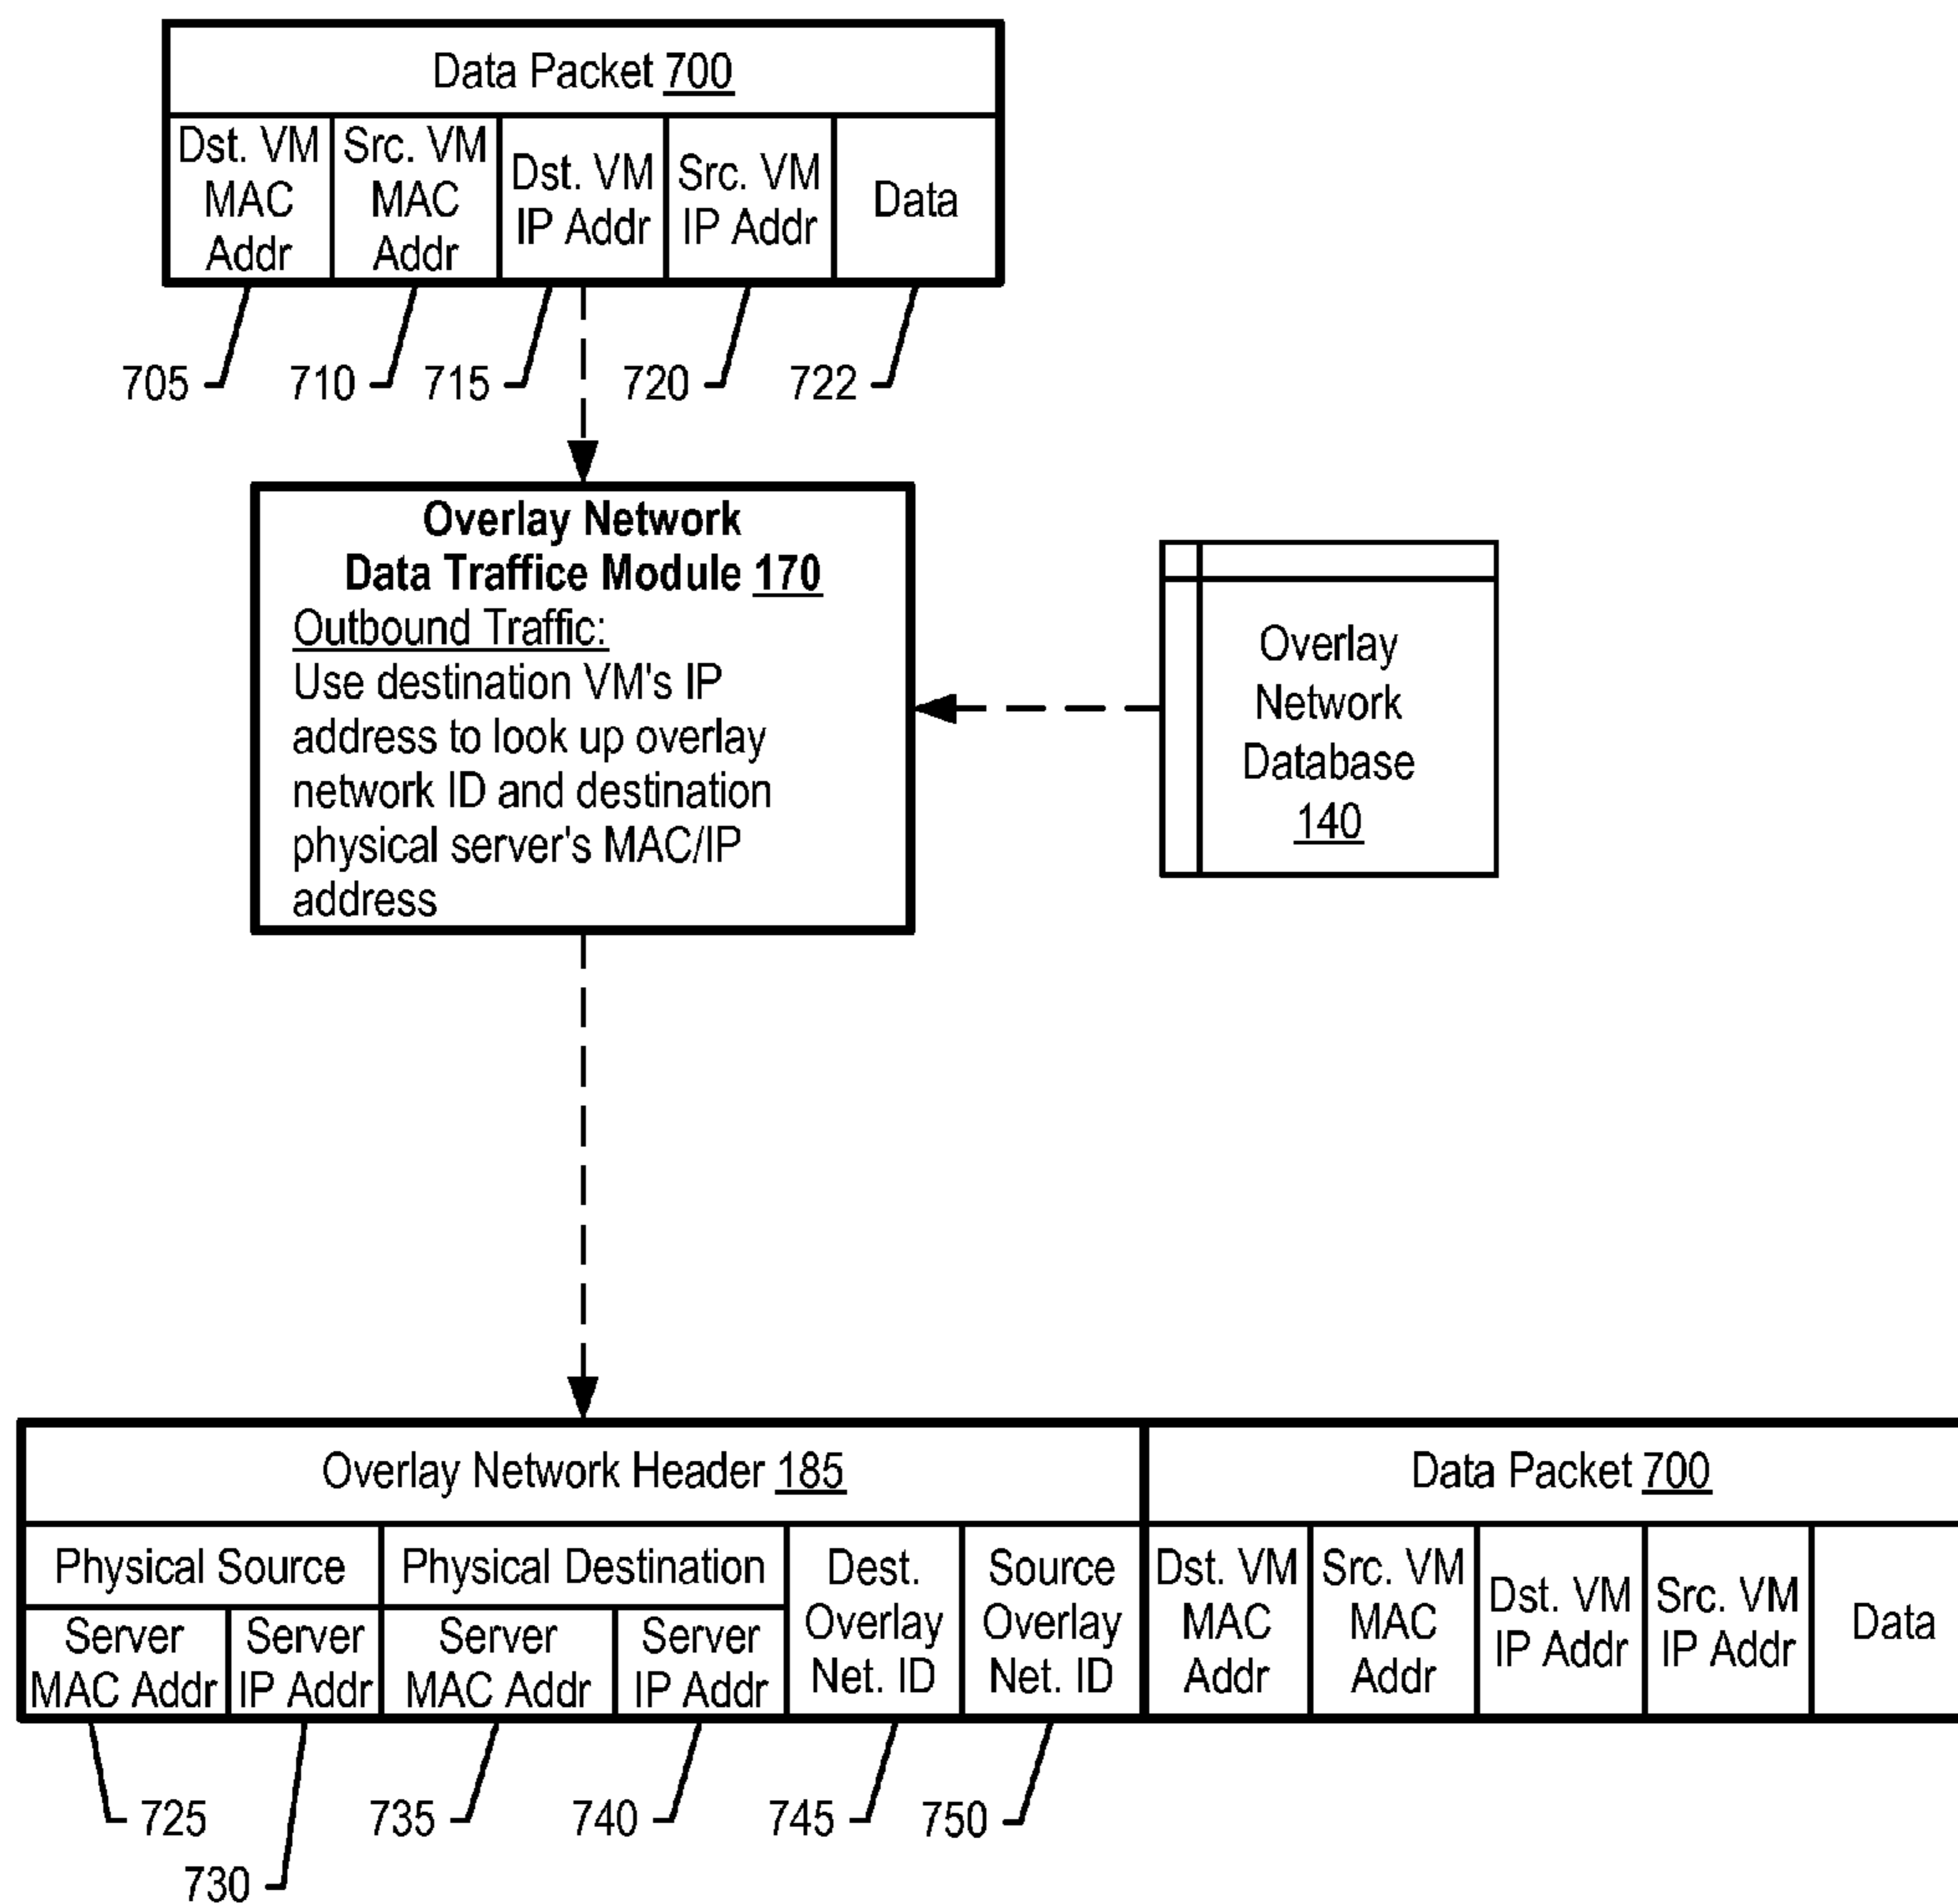 Data Packet 700
Dst. VM
MAC
Addr
Src. VM
MAC
Addr
Dst. VM
IP Addr
Src. VM
IP Addr
Data
705
710
715
720
722
Overlay Network
Data Traffice Module 170
Outbound Traffic:
Use destination VM's IP
address to look up overlay
network ID and destination
physical server's MAC/IP
address
Overlay
Network
Database
140
Overlay Network Header 185
Data Packet 700
Physical Source
Physical Destination
Server
MAC Addr
Server
IP Addr
Server
MAC Addr
Server
IP Addr
Dest.
Overlay
Net. ID
Source
Overlay
Net. ID
Dst. VM
MAC
Addr
Src. VM
MAC
Addr
Dst. VM
IP Addr
Src. VM
IP Addr
Data
725
730
735
740
745
750